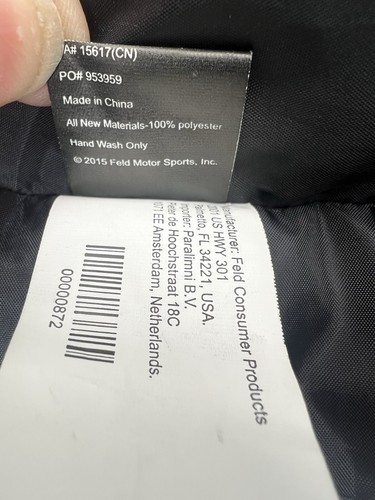 A# 15617(CN)
PO# 953959
Made in China
All New Materials-100% polyester
Hand Wash Only
© 2015 Feld Motor Sports, Inc.
Manufacturer: Feld Consumer Products
US HWY 301
Palmetto, FL 34221, USA.
Importer: Paralimni B.V.
Pieter de Hoochstraat 18C
1071 EE Amsterdam, Netherlands.
00000872